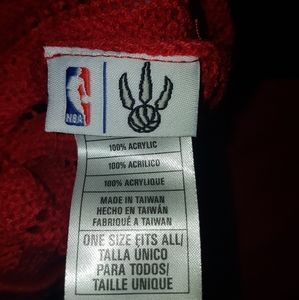 NBA
100% ACRYLIC
100% ACRILICO
100% ACRYLIQUE
MADE IN TAIWAN
HECHO EN TAIWÁN
FABRIQUÉ A TAIWAN
ONE SIZE FITS ALL/
TALLA ÚNICO
PARA TODOS/
TAILLE UNIQUE